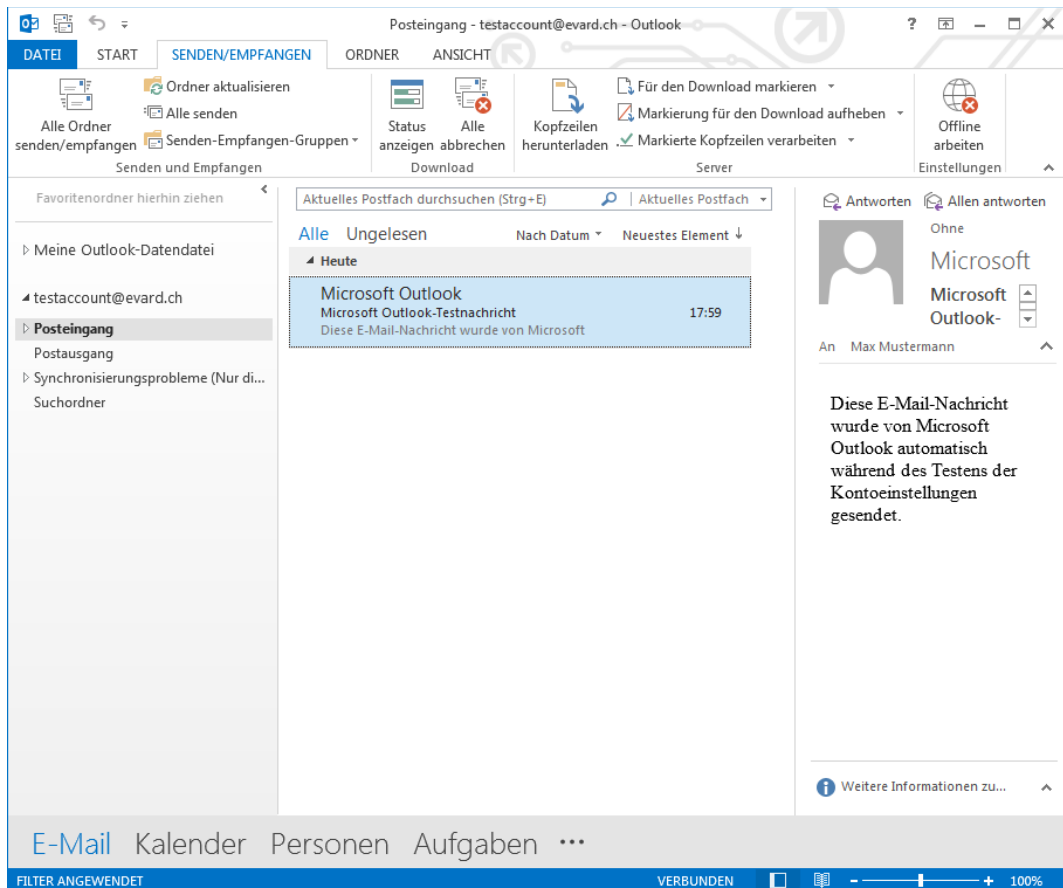 Posteingang - testaccount@evard.ch - Outlook
DATEI START SENDEN/EMPFANGEN ORDNER ANSICHT
Alle Ordner
senden/empfangen
Ordner aktualisieren
Alle senden
Senden-Empfangen-Gruppen
Senden und Empfangen
Status
anzeigen
Alle
abbrechen
Download
Kopfzeilen
herunterladen
Für den Download markieren
Markierung für den Download aufheben
Markierte Kopfzeilen verarbeiten
Server
Offline
arbeiten
Einstellungen
Favoritenordner hierhin ziehen
Meine Outlook-Datendatei
testaccount@evard.ch
Posteingang
Postausgang
Synchronisierungsprobleme (Nur di...
Suchordner
Aktuelles Postfach durchsuchen (Strg+E) Aktuelles Postfach
Alle Ungelesen Nach Datum Neuestes Element
Heute
Microsoft Outlook
Microsoft Outlook-Testnachricht 17:59
Diese E-Mail-Nachricht wurde von Microsoft
Antworten Allen antworten
Ohne
Microsoft
Microsoft
Outlook-
An Max Mustermann
Diese E-Mail-Nachricht
wurde von Microsoft
Outlook automatisch
während des Testens der
Kontoeinstellungen
gesendet.
Weitere Informationen zu...
E-Mail Kalender Personen Aufgaben ···
FILTER ANGEWENDET VERBUNDEN 100%